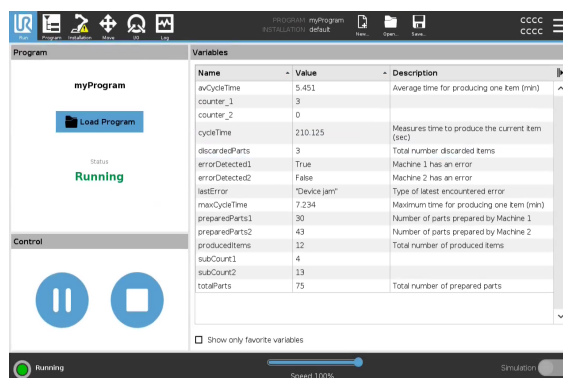 UR
Run
Program
Installation
Move
I/O
Log
PROGRAM myProgram
INSTALLATION default
New...
Open...
Save...
CCCC
CCCC
Program
Variables
myProgram
Load Program
Status
Running
Control
Name Value Description
avCycleTime 5.451 Average time for producing one item (min)
counter_1 3
counter_2 0
cycleTime 210.125 Measures time to produce the current item
(sec)
discardedParts 3 Total number discarded items
errorDetected1 True Machine 1 has an error
errorDetected2 False Machine 2 has an error
lastError "Device jam" Type of latest encountered error
maxCycleTime 7.234 Maximum time for producing one item (min)
preparedParts1 30 Number of parts prepared by Machine 1
preparedParts2 43 Number of parts prepared by Machine 2
producedItems 12 Total number of produced items
subCount1 4
subCount2 13
totalParts 75 Total number of prepared parts
Show only favorite variables
Running
Speed 100%
Simulation